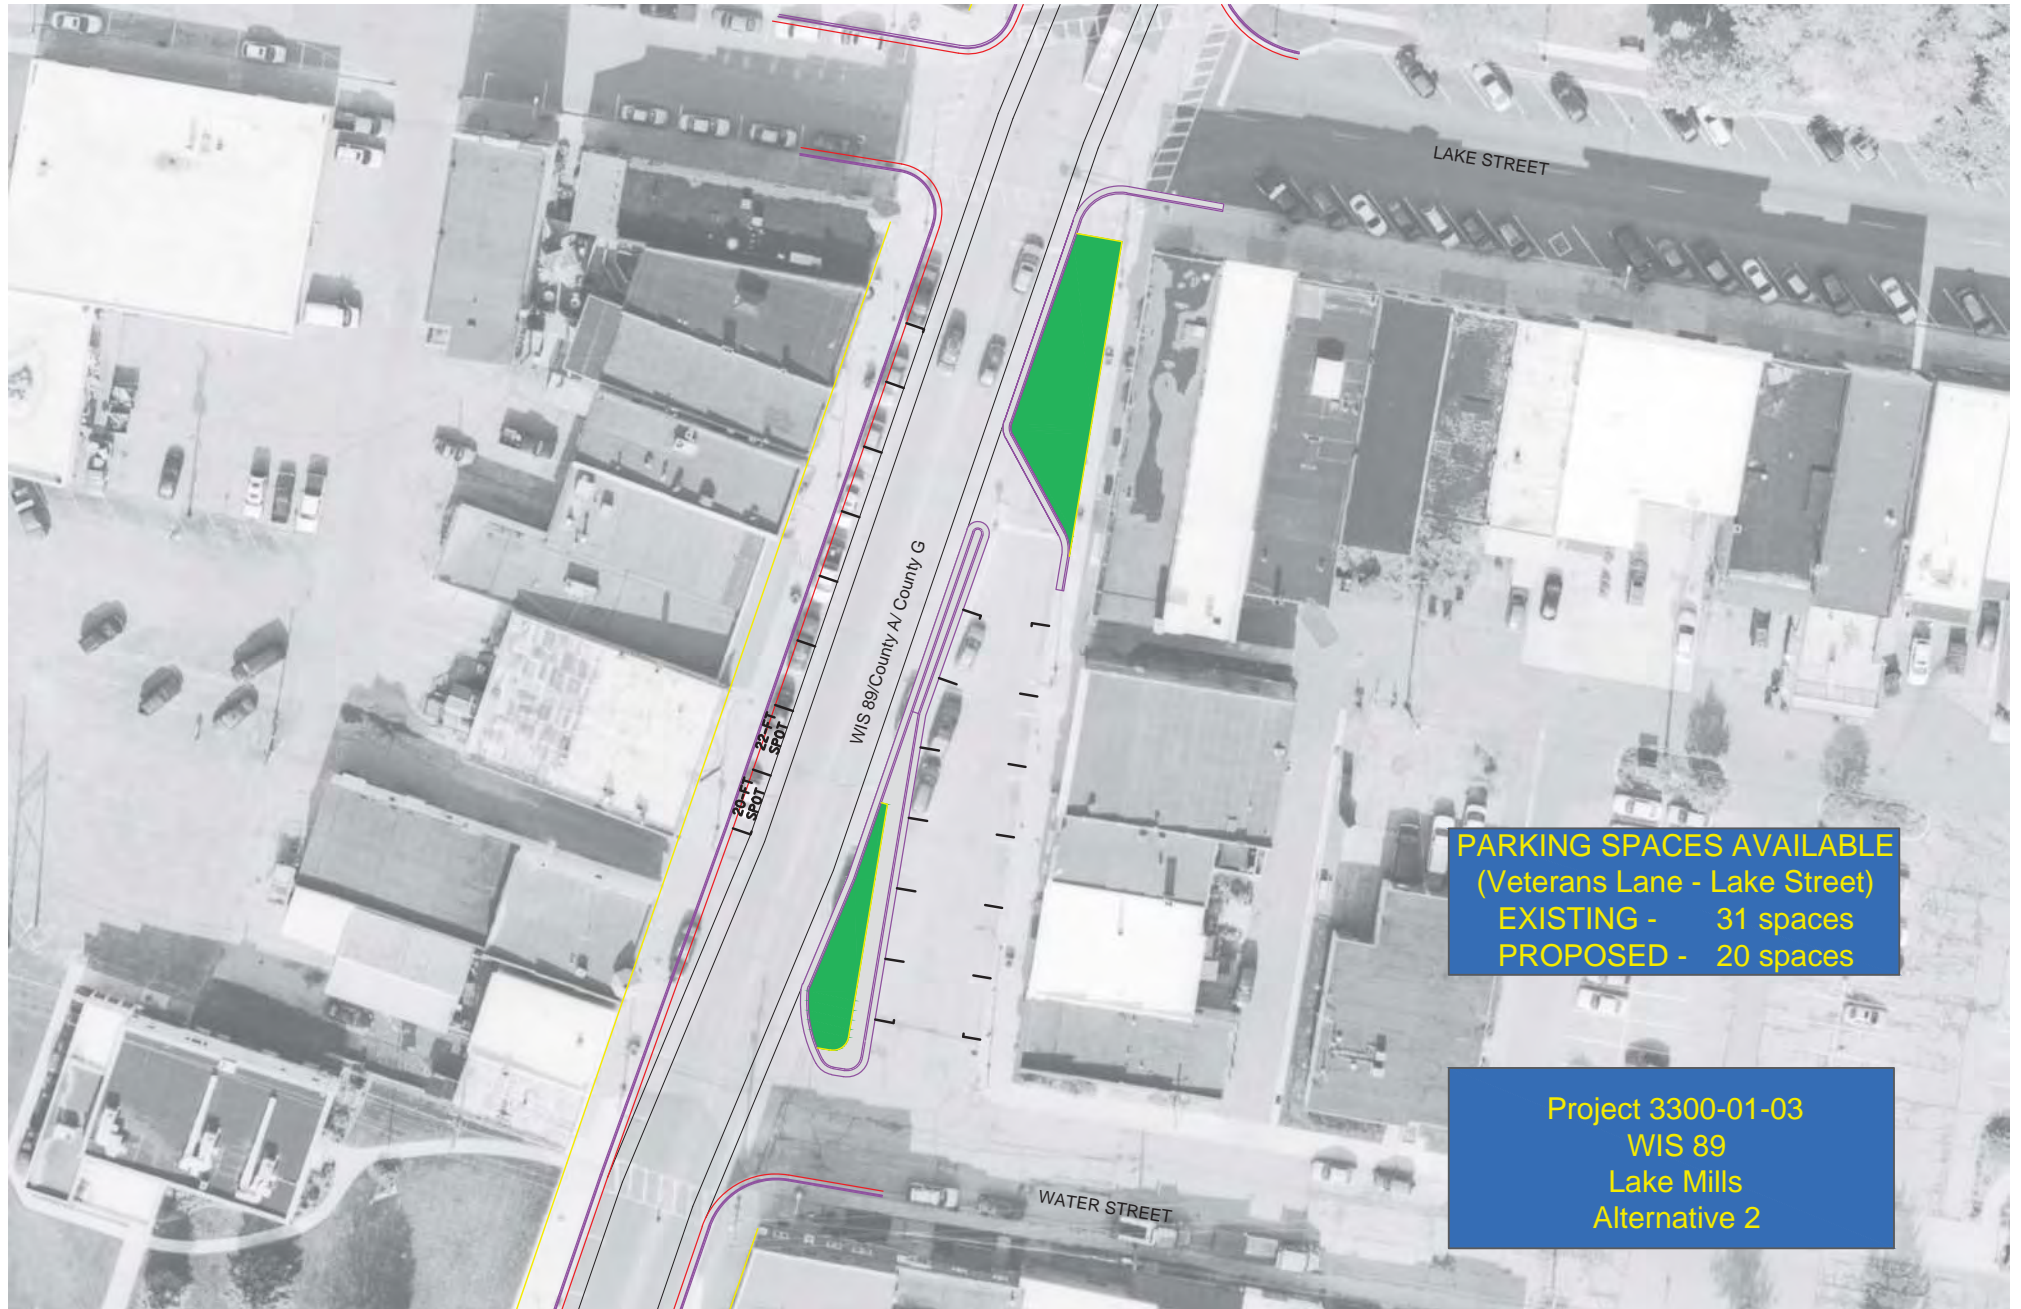 LAKE STREET
WIS 89/County A/ County G
22-FT
SPOT
20-FT
SPOT
PARKING SPACES AVAILABLE
(Veterans Lane - Lake Street)
EXISTING - 31 spaces
PROPOSED - 20 spaces
Project 3300-01-03
WIS 89
Lake Mills
Alternative 2
WATER STREET